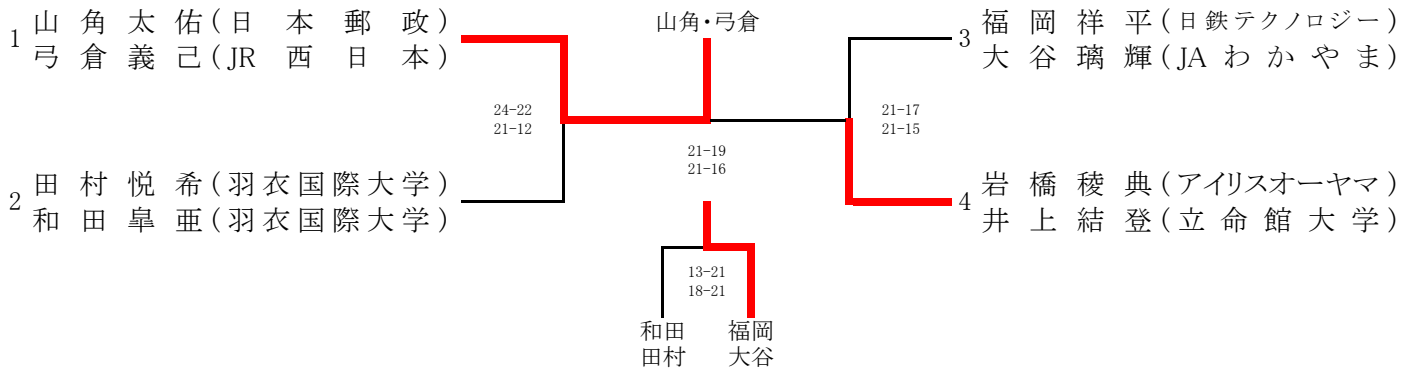 1 山角太佑(日本郵政)
弓倉義己(JR西日本)
山角・弓倉
3 福岡祥平(日鉄テクノロジー)
大谷璃輝(JAわかやま)
24-22
21-12
21-17
21-15
21-19
21-16
2 田村悦希(羽衣国際大学)
和田皐亜(羽衣国際大学)
4 岩橋稜典(アイリスオーヤマ)
井上結登(立命館大学)
13-21
18-21
和田 福岡
田村 大谷